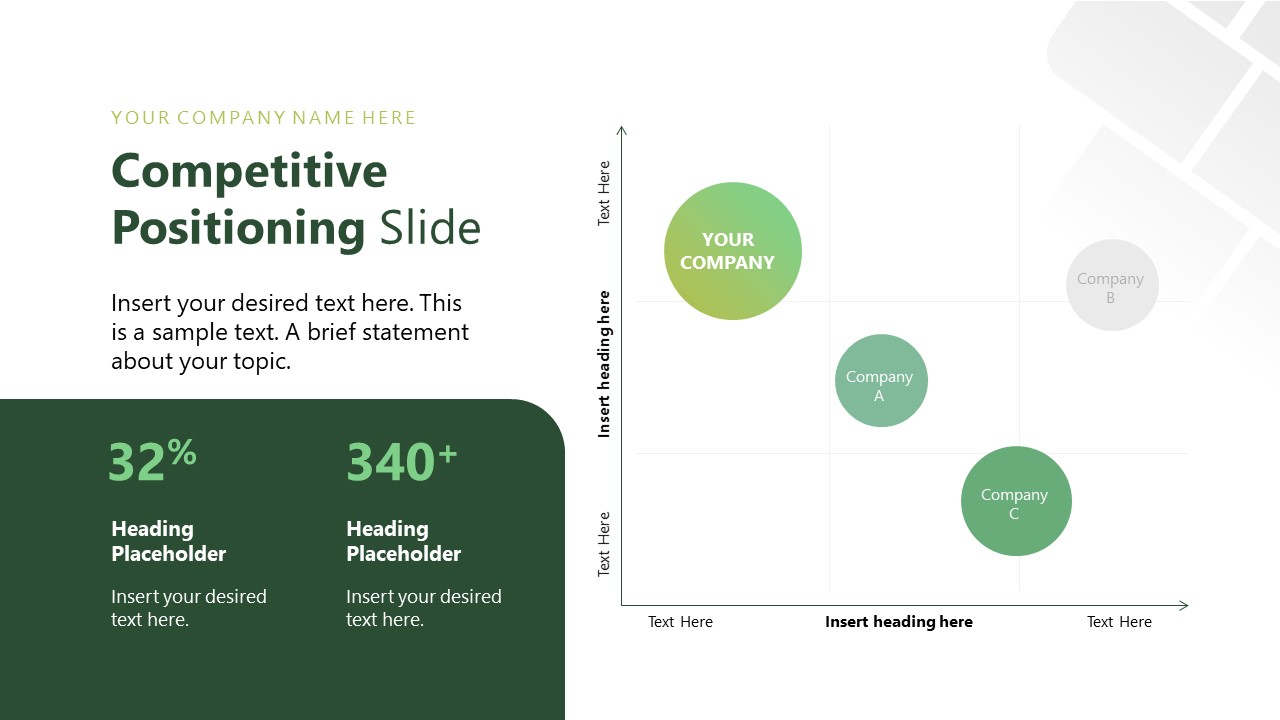 YOUR COMPANY NAME HERE
Competitive
Positioning Slide
Insert your desired text here. This
is a sample text. A brief statement
about your topic.
32%
Heading
Placeholder
Insert your desired
text here.
340+
Heading
Placeholder
Insert your desired
text here.
Text Here
Insert heading here
Text Here
YOUR
COMPANY
Company
A
Company
B
Company
C
Text Here
Insert heading here
Text Here